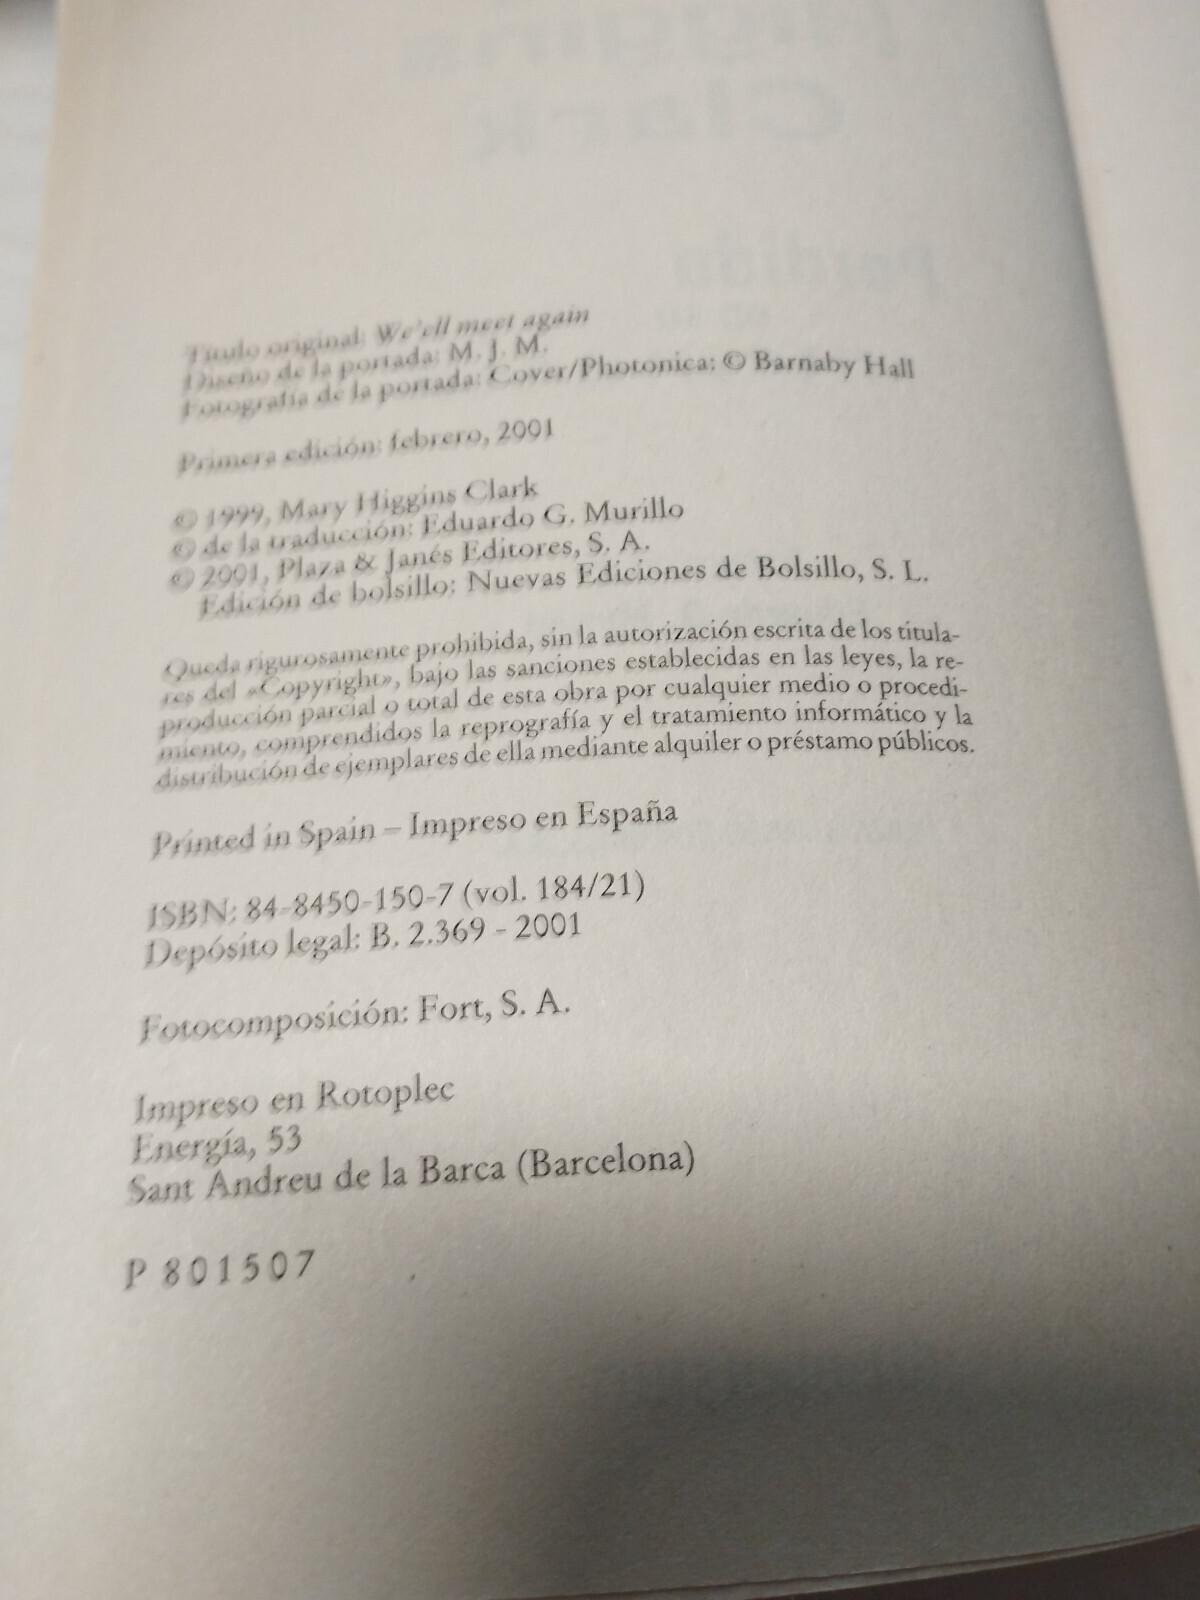 Título original: We'ell meet again
Diseño de la portada: M. J. M.
Fotografía de la portada: Cover/Photonica: © Barnaby Hall
Primera edición: febrero, 2001
© 1999, Mary Higgins Clark
© de la traducción: Eduardo G. Murillo
© 2001, Plaza & Janés Editores, S. A.
Edición de bolsillo: Nuevas Ediciones de Bolsillo, S. L.
Queda rigurosamente prohibida, sin la autorización escrita de los titula-
res del «Copyright», bajo las sanciones establecidas en las leyes, la re-
producción parcial o total de esta obra por cualquier medio o procedi-
miento, comprendidos la reprografía y el tratamiento informático y la
distribución de ejemplares de ella mediante alquiler o préstamo públicos.
Printed in Spain – Impreso en España
ISBN: 84-8450-150-7 (vol. 184/21)
Depósito legal: B. 2.369 - 2001
Fotocomposición: Fort, S. A.
Impreso en Rotoplec
Energía, 53
Sant Andreu de la Barca (Barcelona)
P 801507